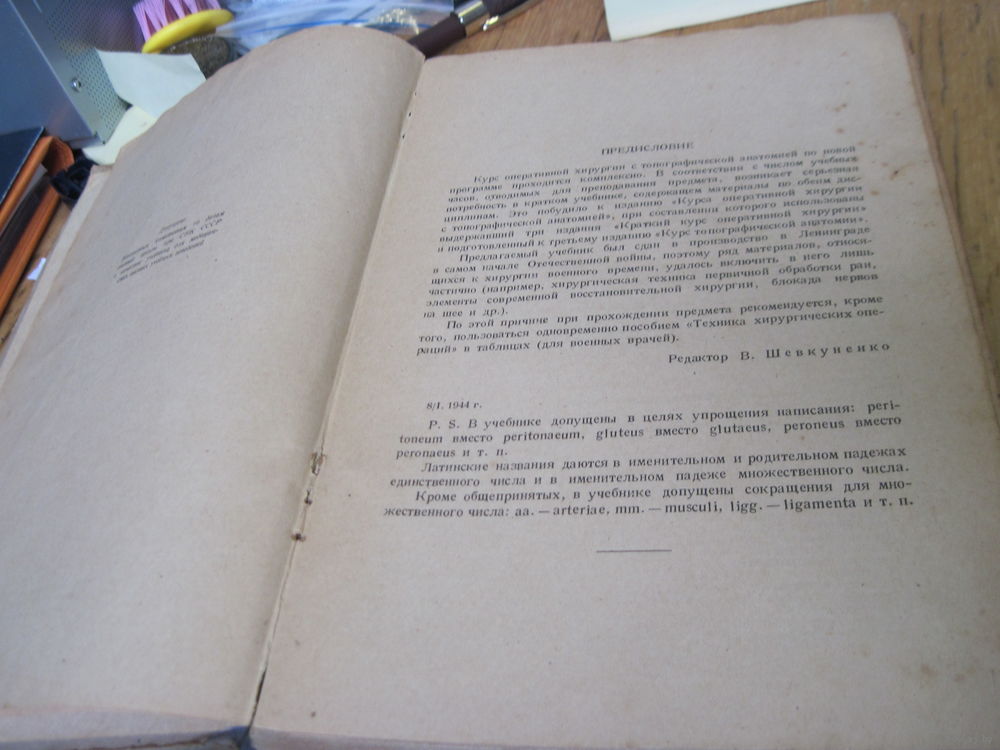 Допущено
учебных заведения
СНК СССР
ПРЕДИСЛОВИЕ
Курс оперативной хирургии с топографической анатомией по новой
программе проходится комплексно. В соответствии с числом учебных
часов, отводимых для преподавания предмета, возникает серьезная
потребность в кратком учебнике, содержащем материалы по обеим дис-
циплинам. Это побудило к изданию «Курса оперативной хирургии
с топографической анатомией», при составлении которого использованы
выдержавший три издания «Краткий курс оперативной хирургии»
и подготовленный к третьему изданию «Курс топографической анатомии».
Предлагаемый учебник был сдан в производство в Ленинграде
в самом начале Отечественной войны, поэтому ряд материалов, относя-
щихся к хирургии военного времени, удалось включить в него лишь
частично (например, хирургическая техника первичной обработки ран,
элементы современной восстановительной хирургии, блокада нервов
на шее и др.).
По этой причине при прохождении предмета рекомендуется, кроме
того, пользоваться одновременно пособием «Техника хирургических опе-
раций» в таблицах (для военных врачей).
Редактор В. Шевкуненко
8/I. 1944 г.
P. S. В учебнике допущены в целях упрощения написания: peri-
toneum вместо peritonaeum, gluteus вместо glutaeus, peroneus вместо
peronaeus и т. п.
Латинские названия даются в именительном и родительном падежах
единственного числа и в именительном падеже множественного числа.
Кроме общепринятых, в учебнике допущены сокращения для мно-
жественного числа: aa. — arteriae, mm. — musculi, ligg. — ligamenta и т. п.